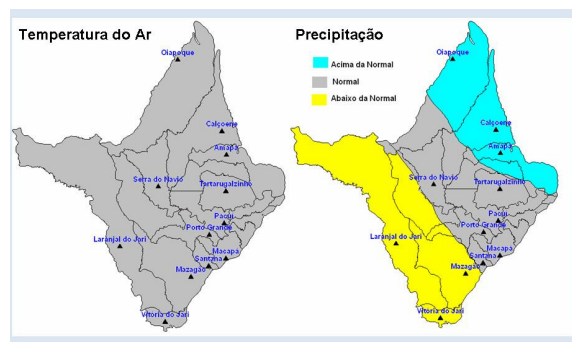 Temperatura do Ar
Oiapoque
Calçoene
Amapá
Serra do Navio
Tartarugalzinho
Pacuí
Porto Grande
Laranjal do Jari
Macapá
Santana
Mazagão
Vitória do Jari
Precipitação
Acima da Normal
Normal
Abaixo da Normal
Oiapoque
Calçoene
Amapá
Serra do Navio
Tartarugalzinho
Pacuí
Porto Grande
Laranjal do Jari
Macapá
Santana
Mazagão
Vitória do Jari